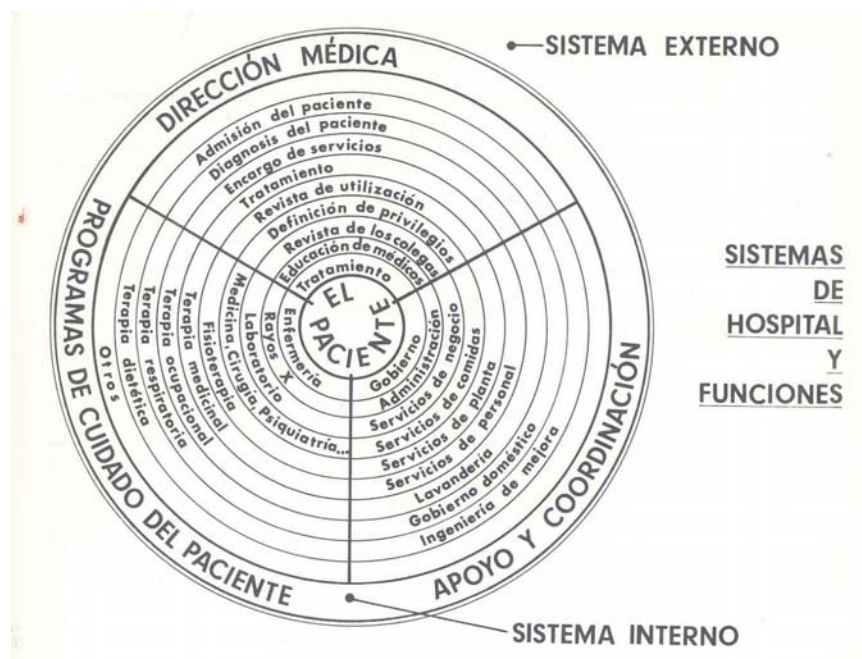 SISTEMA EXTERNO
DIRECCIÓN MÉDICA
Admisión del paciente
Diagnosis del paciente
Encargo de servicios
Tratamiento
Revista de utilización
Definición de privilegios
Revista de los colegas
Educación de médicos
Tratamiento
EL
PACIENTE
PROGRAMAS DE CUIDADO DEL PACIENTE
Enfermería
Rayos X
Laboratorio
Medicina, Cirugía, Psiquiatría...
Fisioterapia
Terapia medicinal
Terapia ocupacional
Terapia respiratoria
Terapia dietética
Otros
APOYO Y COORDINACIÓN
Gobierno
Administración
Servicios de negocio
Servicios de comidas
Servicios de planta
Servicios de personal
Lavandería
Gobierno doméstico
Ingeniería de mejora
SISTEMAS
DE
HOSPITAL
Y
FUNCIONES
SISTEMA INTERNO